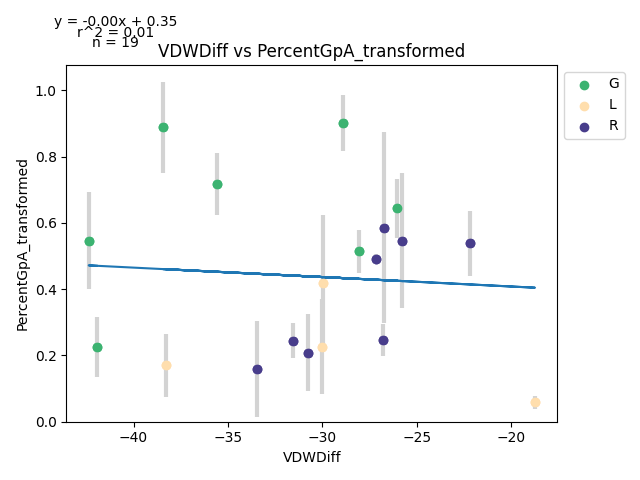 y = -0.00x + 0.35
r^2 = 0.01
n = 19
VDWDiff vs PercentGpA_transformed
G
L
R
1.0
0.8
0.6
0.4
0.2
0.0
PercentGpA_transformed
−40 −35 −30 −25 −20
VDWDiff